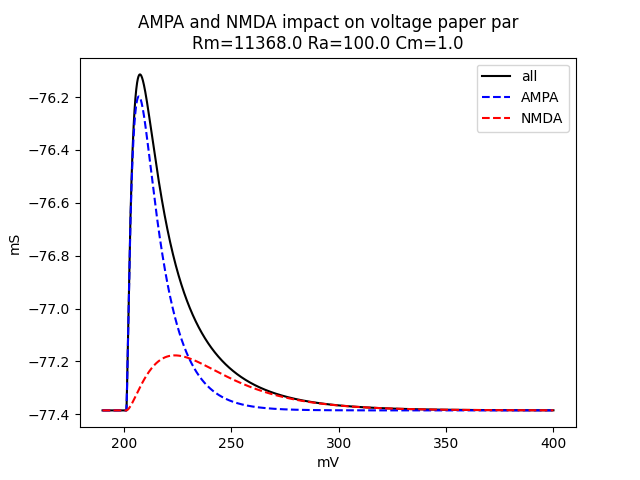 AMPA and NMDA impact on voltage paper par
Rm=11368.0 Ra=100.0 Cm=1.0
all
AMPA
NMDA
−76.2
−76.4
−76.6
−76.8
−77.0
−77.2
−77.4
mS
200
250
300
350
400
mV